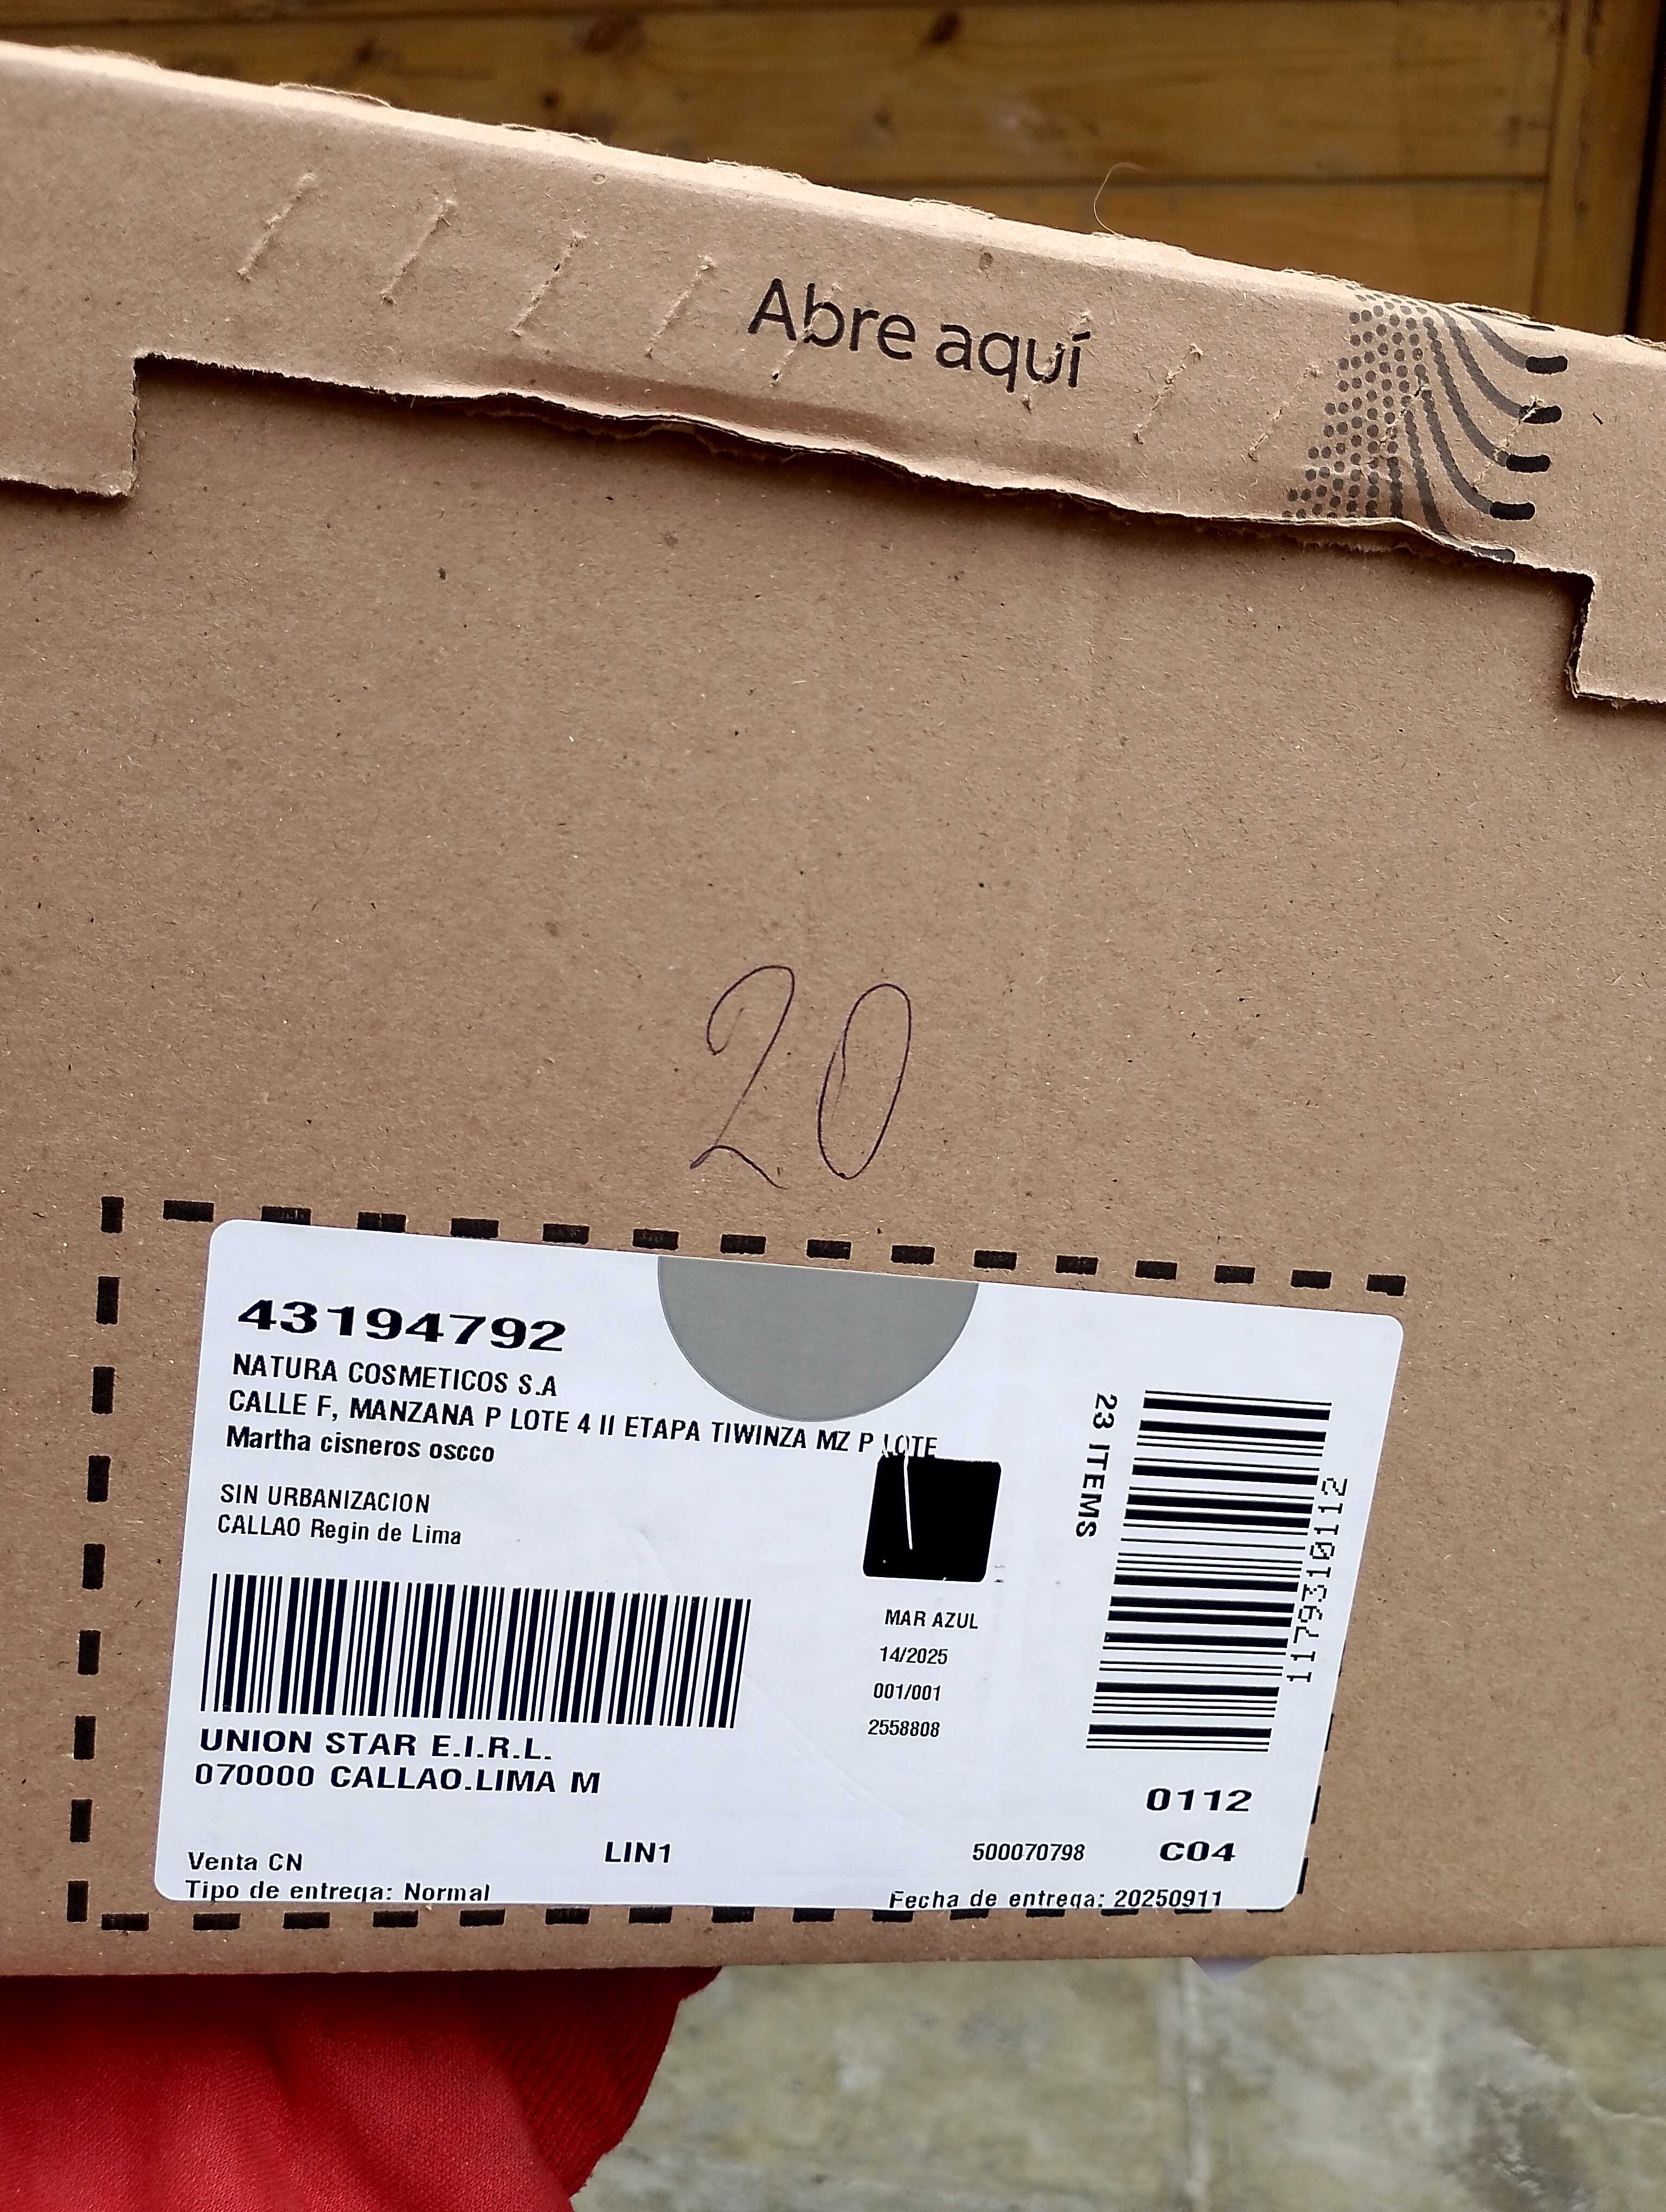 Abre aquí
20
43194792
NATURA COSMETICOS S.A
CALLE F, MANZANA P LOTE 4 II ETAPA TIWINZA MZ P LOTE
Martha cisneros oscco
SIN URBANIZACION
CALLAO Regin de Lima
UNION STAR E.I.R.L.
070000 CALLAO.LIMA M
MAR AZUL
14/2025
001/001
2558808
23 ITEMS
1179310112
0112
Venta CN
LIN1
500070798
C04
Tipo de entrega: Normal
Fecha de entrega: 20250911